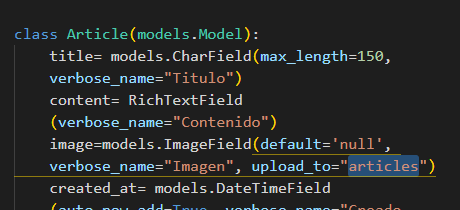 class Article(models.Model):
title= models.CharField(max_length=150,
verbose_name="Titulo")
content= RichTextField
(verbose_name="Contenido")
image=models.ImageField(default='null',
verbose_name="Imagen", upload_to="articles")
created_at= models.DateTimeField
(auto_now_add=True, verbose_name="Creado